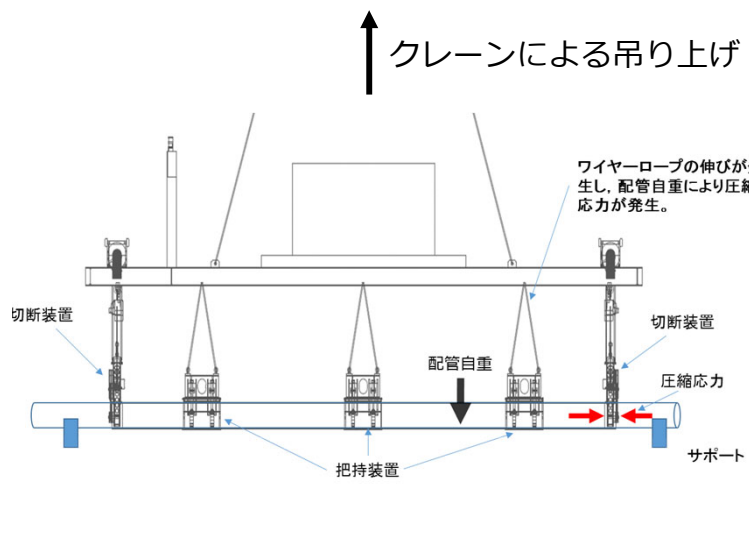 クレーンによる吊り上げ
ワイヤーロープの伸びが
生し，配管自重により圧縮
応力が発生。
切断装置
切断装置
配管自重
圧縮応力
サポート
把持装置